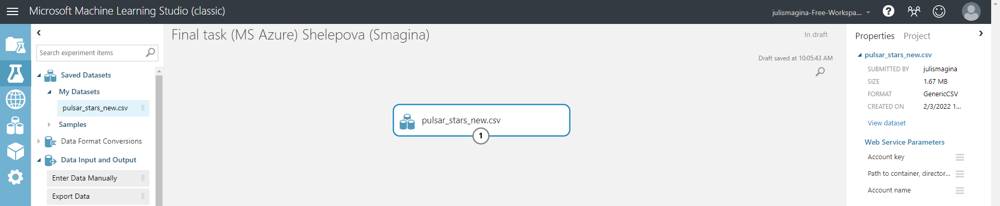 Microsoft Machine Learning Studio (classic)
julismagina-Free-Workspa...
?
Final task (MS Azure) Shelepova (Smagina)
In draft
Draft saved at 10:05:43 AM
Search experiment items
Saved Datasets
My Datasets
pulsar_stars_new.csv
Samples
Data Format Conversions
Data Input and Output
Enter Data Manually
Export Data
pulsar_stars_new.csv
1
Properties Project
pulsar_stars_new.csv
SUBMITTED BY julismagina
SIZE 1.67 MB
FORMAT GenericCSV
CREATED ON 2/3/2022 1...
View dataset
Web Service Parameters
Account key
Path to container, director...
Account name